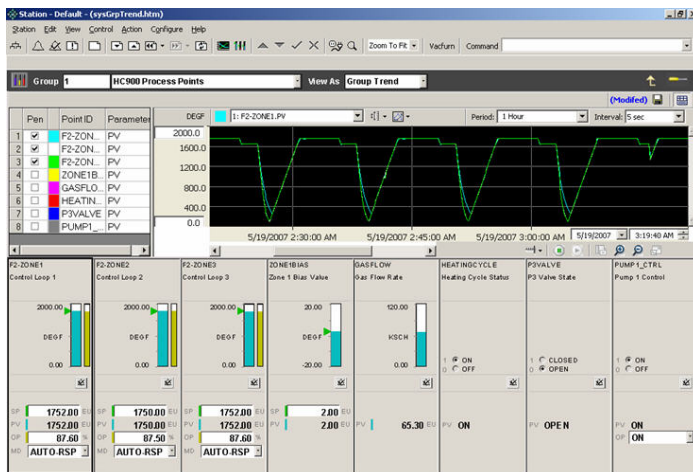 Station - Default - (sysGrpTrend.htm)
Station Edit View Control Action Configure Help
Zoom To Fit Vacfurn Command
Group 1 HC900 Process Points View As Group Trend
(Modifed)
Pen Point ID Parameter DEGF 1: F2-ZONE1.PV Period: 1 Hour Interval: 5 sec
1 F2-ZON... PV
2 F2-ZON... PV
3 F2-ZON... PV
4 ZONE1B... PV
5 GASFLO... PV
6 HEATIN... PV
7 P3VALVE PV
8 PUMP1_... PV
2000.0
1600.0
1200.0
800.0
400.0
0.0
5/19/2007 2:30:00 AM 5/19/2007 2:45:00 AM 5/19/2007 3:00:00 AM 5/19/2007 3:19:40 AM
F2-ZONE1 F2-ZONE2 F2-ZONE3 ZONE1BIAS GASFLOW HEATINGCYCLE P3VALVE PUMP1_CTRL
Control Loop 1 Control Loop 2 Control Loop 3 Zone 1 Bias Value Gas Flow Rate Heating Cycle Status P3 Valve State Pump 1 Control
2000.00 2000.00 2000.00 20.00 120.00
DEGF DEGF DEGF DEGF KSCH
1 ON 1 CLOSED 1 ON
0.00 0.00 0.00 -20.00 0.00 0 OFF 0 OPEN 0 OFF
SP 1752.00 EU SP 1750.00 EU SP 1752.00 EU SP 2.00 EU
PV 1752.00 EU PV 1750.00 EU PV 1752.00 EU PV 2.00 EU PV 65.30 EU PV ON PV OPEN PV ON
OP 87.60 % OP 87.50 % OP 87.60 % OP ON
MD AUTO-RSP MD AUTO-RSP MD AUTO-RSP